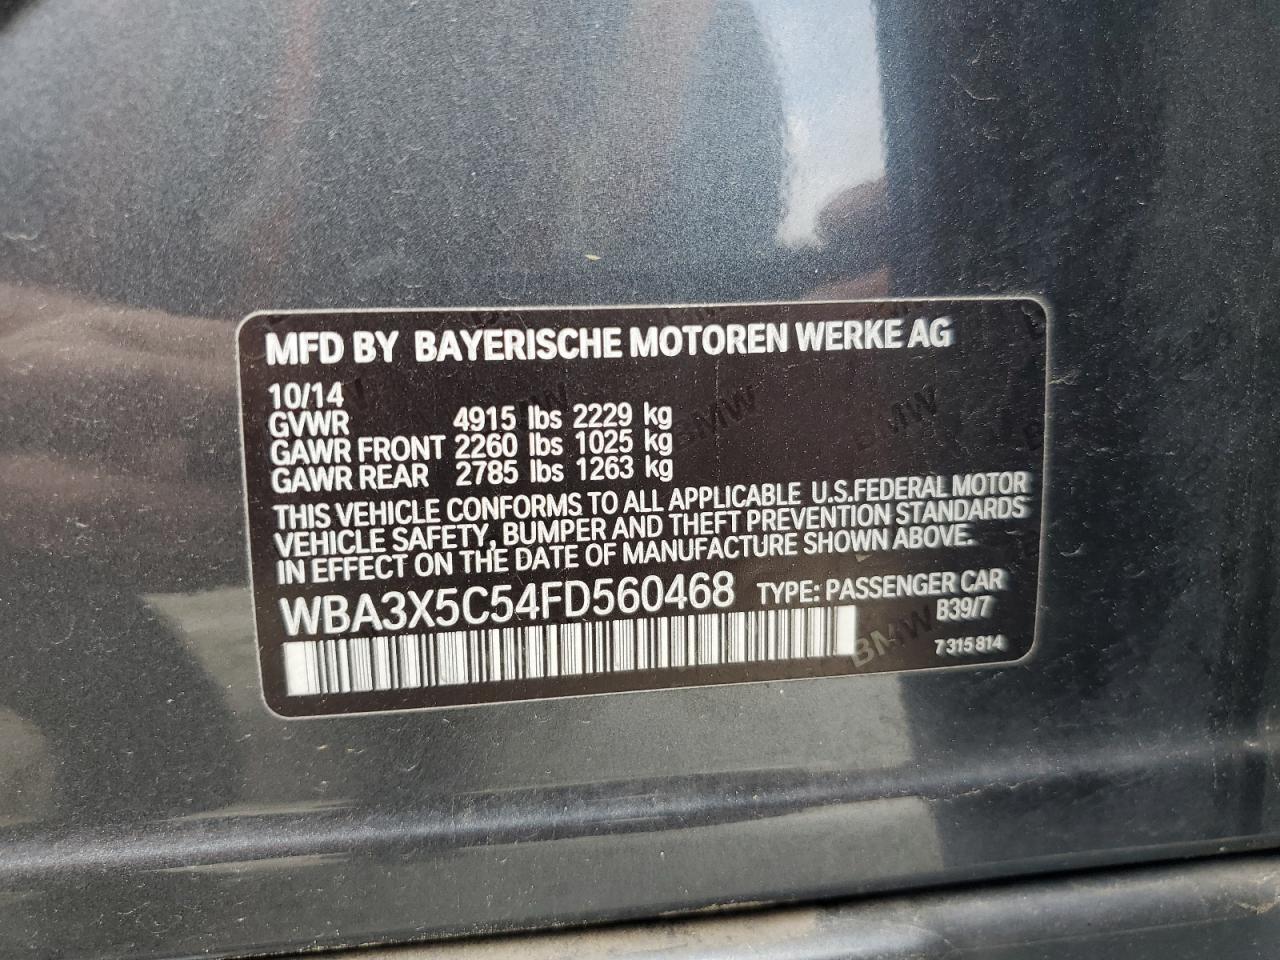 MFD BY BAYERISCHE MOTOREN WERKE AG
10/14
GVWR 4915 lbs 2229 kg
GAWR FRONT 2260 lbs 1025 kg
GAWR REAR 2785 lbs 1263 kg
THIS VEHICLE CONFORMS TO ALL APPLICABLE U.S.FEDERAL MOTOR
VEHICLE SAFETY, BUMPER AND THEFT PREVENTION STANDARDS
IN EFFECT ON THE DATE OF MANUFACTURE SHOWN ABOVE.
WBA3X5C54FD560468 TYPE: PASSENGER CAR
B39/7
7 315 814
BMW
BMW
BMW